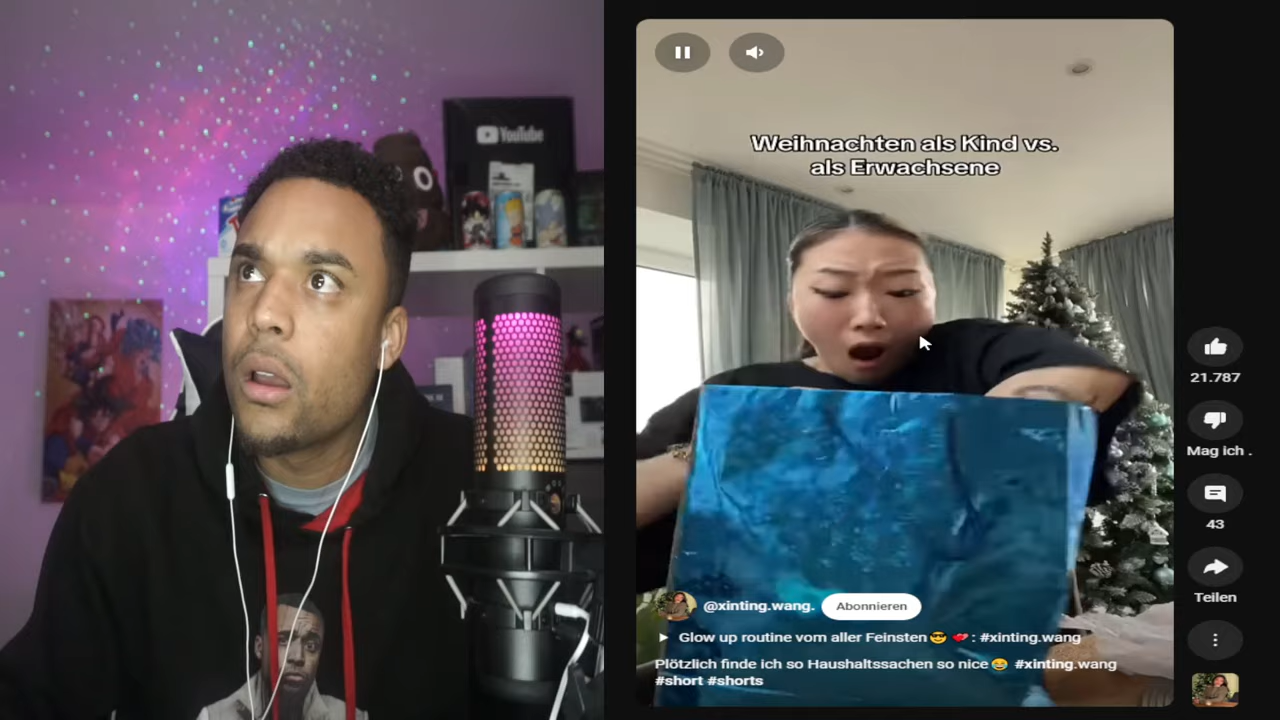 YouTube
Weihnachten als Kind vs.
als Erwachsene
21.787
Mag ich .
43
@xinting.wang. Abonnieren
Teilen
► Glow up routine vom aller Feinsten😎 💔: #xinting.wang
Plötzlich finde ich so Haushaltssachen so nice😂 #xinting.wang
#short #shorts